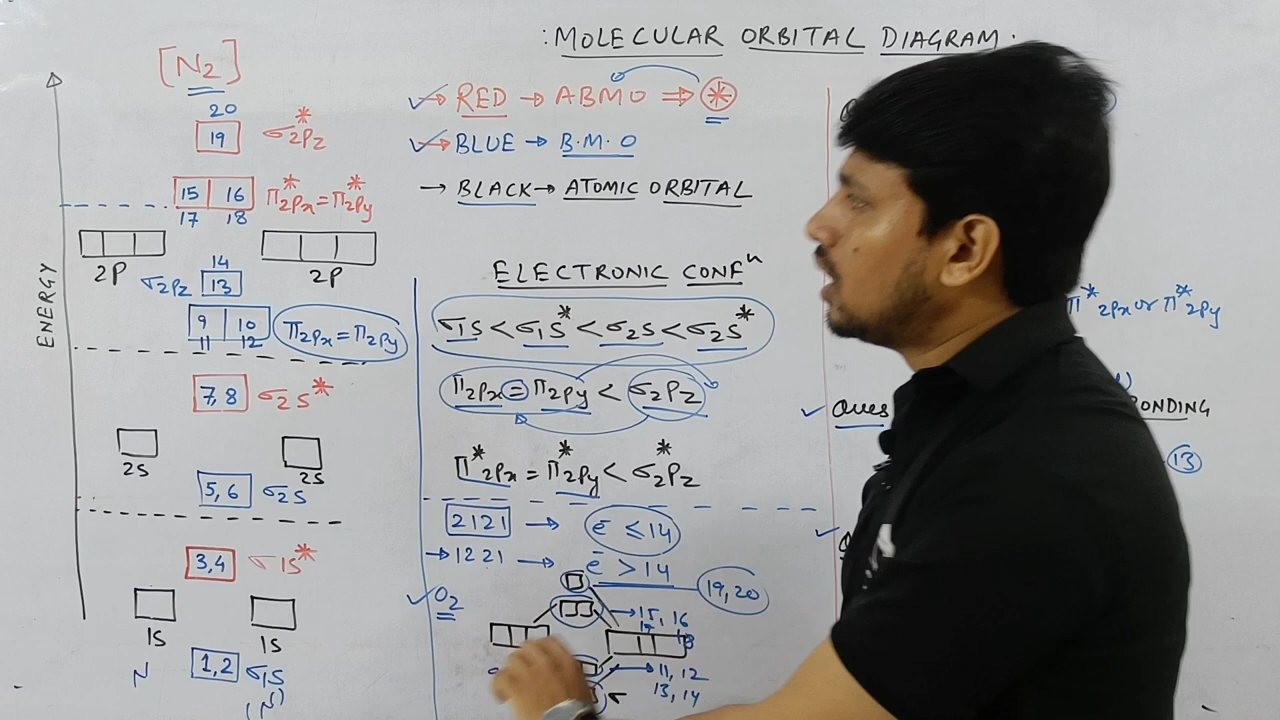 : MOLECULAR ORBITAL DIAGRAM.
[N₂]
20
19 σ*2Pz
15 16 Π*2Px = Π*2Py
17 18
2P 2P
14
σ2Pz 13
9 10 Π2Px = Π2Py
11 12
7,8 σ2S*
2S 2S
5,6 σ2S
3,4 σ1S*
1S 1S
N 1,2 σ1S
(N)
ENERGY
RED → ABMO ⇒ *
BLUE → B.M.O
→ BLACK → ATOMIC ORBITAL
ELECTRONIC CONFⁿ
σ1S < σ1S* < σ2S < σ2S*
Π2Px = Π2Py < σ2Pz
Π*2Px = Π*2Py < σ*2Pz
2121 → e̅ ≤ 14
→ 1221 → e̅ > 14
19, 20
✓ O₂
→ 15, 16
17 18
→ 11, 12
13, 14
σ
Π*2Px or Π*2Py
✓ Ques
ONDING
13